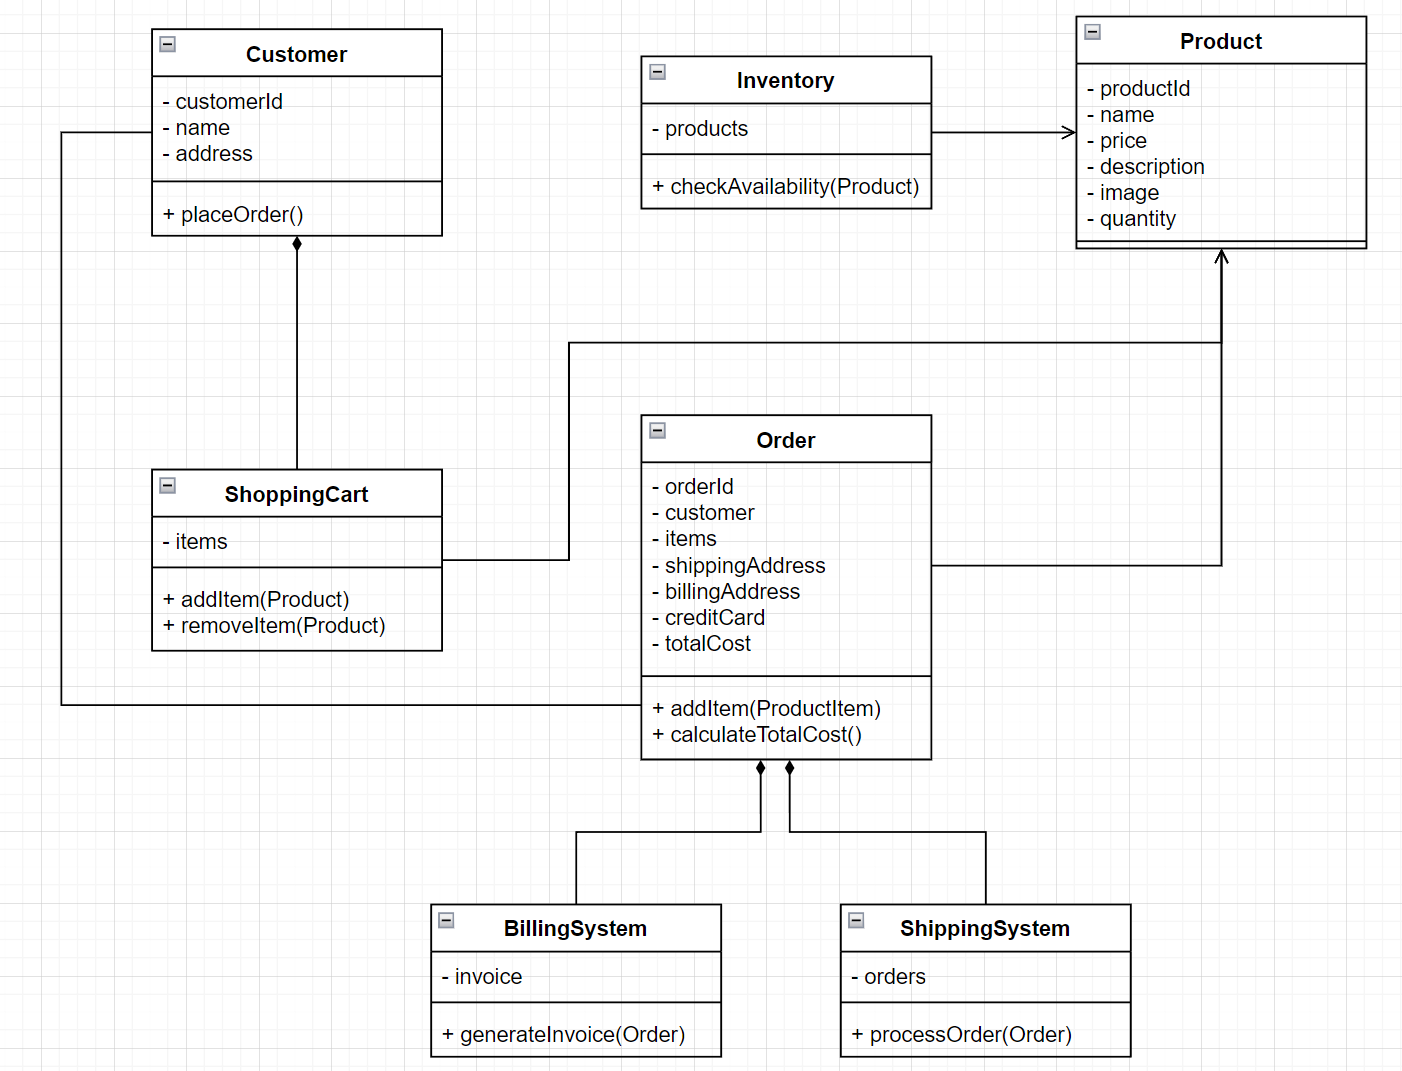 Customer
- customerId
- name
- address
+ placeOrder()
Inventory
- products
+ checkAvailability(Product)
Product
- productId
- name
- price
- description
- image
- quantity
ShoppingCart
- items
+ addItem(Product)
+ removeItem(Product)
Order
- orderId
- customer
- items
- shippingAddress
- billingAddress
- creditCard
- totalCost
+ addItem(ProductItem)
+ calculateTotalCost()
BillingSystem
- invoice
+ generateInvoice(Order)
ShippingSystem
- orders
+ processOrder(Order)